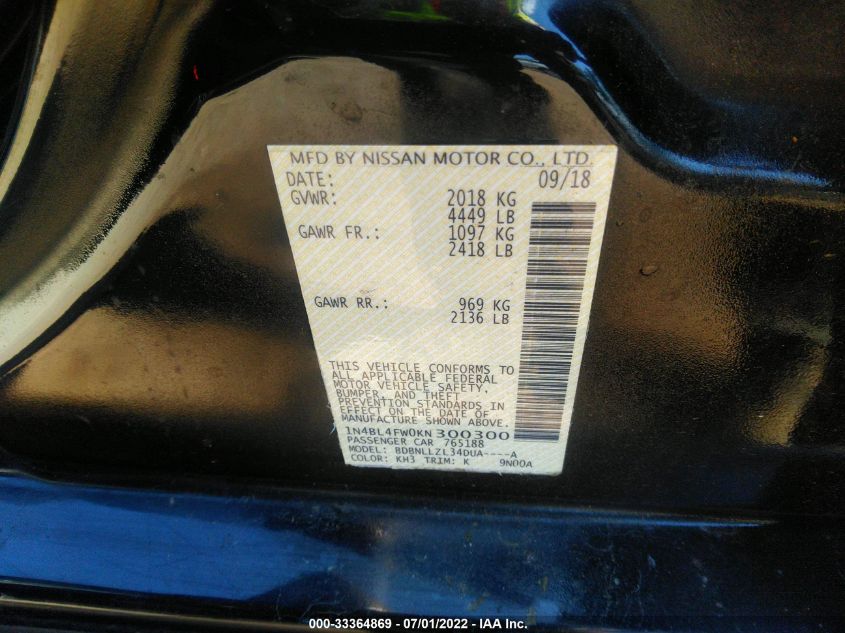 MFD BY NISSAN MOTOR CO., LTD.
DATE: 09/18
GVWR: 2018 KG
4449 LB
GAWR FR.: 1097 KG
2418 LB
GAWR RR.: 969 KG
2136 LB
THIS VEHICLE CONFORMS TO
ALL APPLICABLE FEDERAL
MOTOR VEHICLE SAFETY,
BUMPER, AND THEFT
PREVENTION STANDARDS IN
EFFECT ON THE DATE OF
MANUFACTURE SHOWN ABOVE.
1N4BL4FW0KN300300
PASSENGER CAR 765188
MODEL: BDBNLLZL34DUA----A
COLOR: KH3 TRIM: K 9N00A
000-33364869 - 07/01/2022 - IAA Inc.